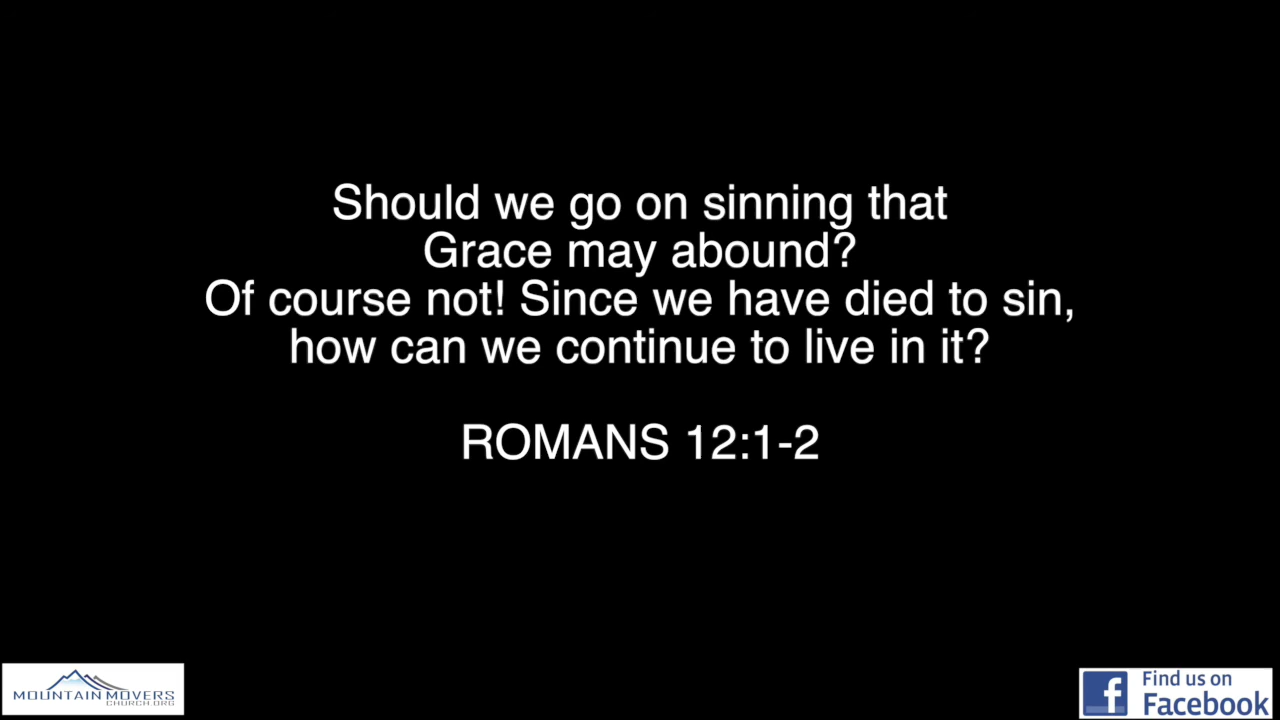 Should we go on sinning that
Grace may abound?
Of course not! Since we have died to sin,
how can we continue to live in it?
ROMANS 12:1-2
MOUNTAIN MOVERS
CHURCH.ORG
f
Find us on
Facebook